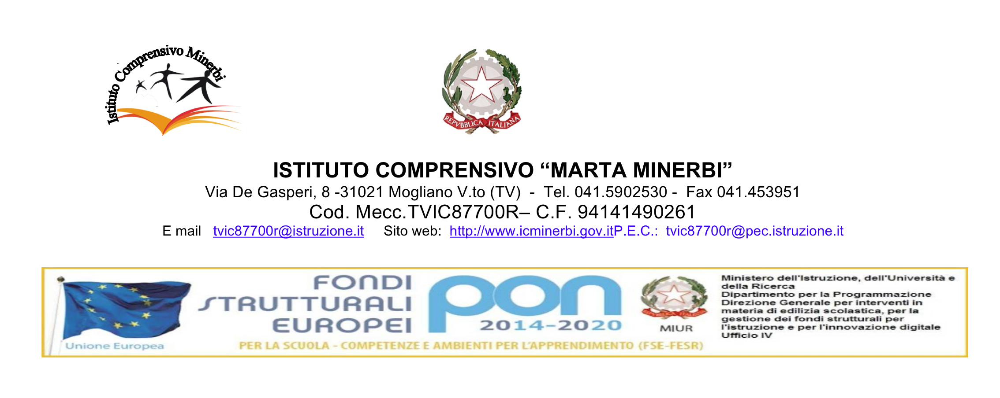 Istituto Comprensivo Minerbi
REPVBBLICA ITALIANA
ISTITUTO COMPRENSIVO “MARTA MINERBI”
Via De Gasperi, 8 -31021 Mogliano V.to (TV)  -  Tel. 041.5902530 -  Fax 041.453951
Cod. Mecc.TVIC87700R– C.F. 94141490261
E mail   tvic87700r@istruzione.it     Sito web:  http://www.icminerbi.gov.itP.E.C.:  tvic87700r@pec.istruzione.it
Unione Europea
FONDI
STRUTTURALI
EUROPEI
pon
2014-2020
PER LA SCUOLA - COMPETENZE E AMBIENTI PER L'APPRENDIMENTO (FSE-FESR)
REPVBBLICA ITALIANA
MIUR
Ministero dell'Istruzione, dell'Università e
della Ricerca
Dipartimento per la Programmazione
Direzione Generale per interventi in
materia di edilizia scolastica, per la
gestione dei fondi strutturali per
l'istruzione e per l'innovazione digitale
Ufficio IV